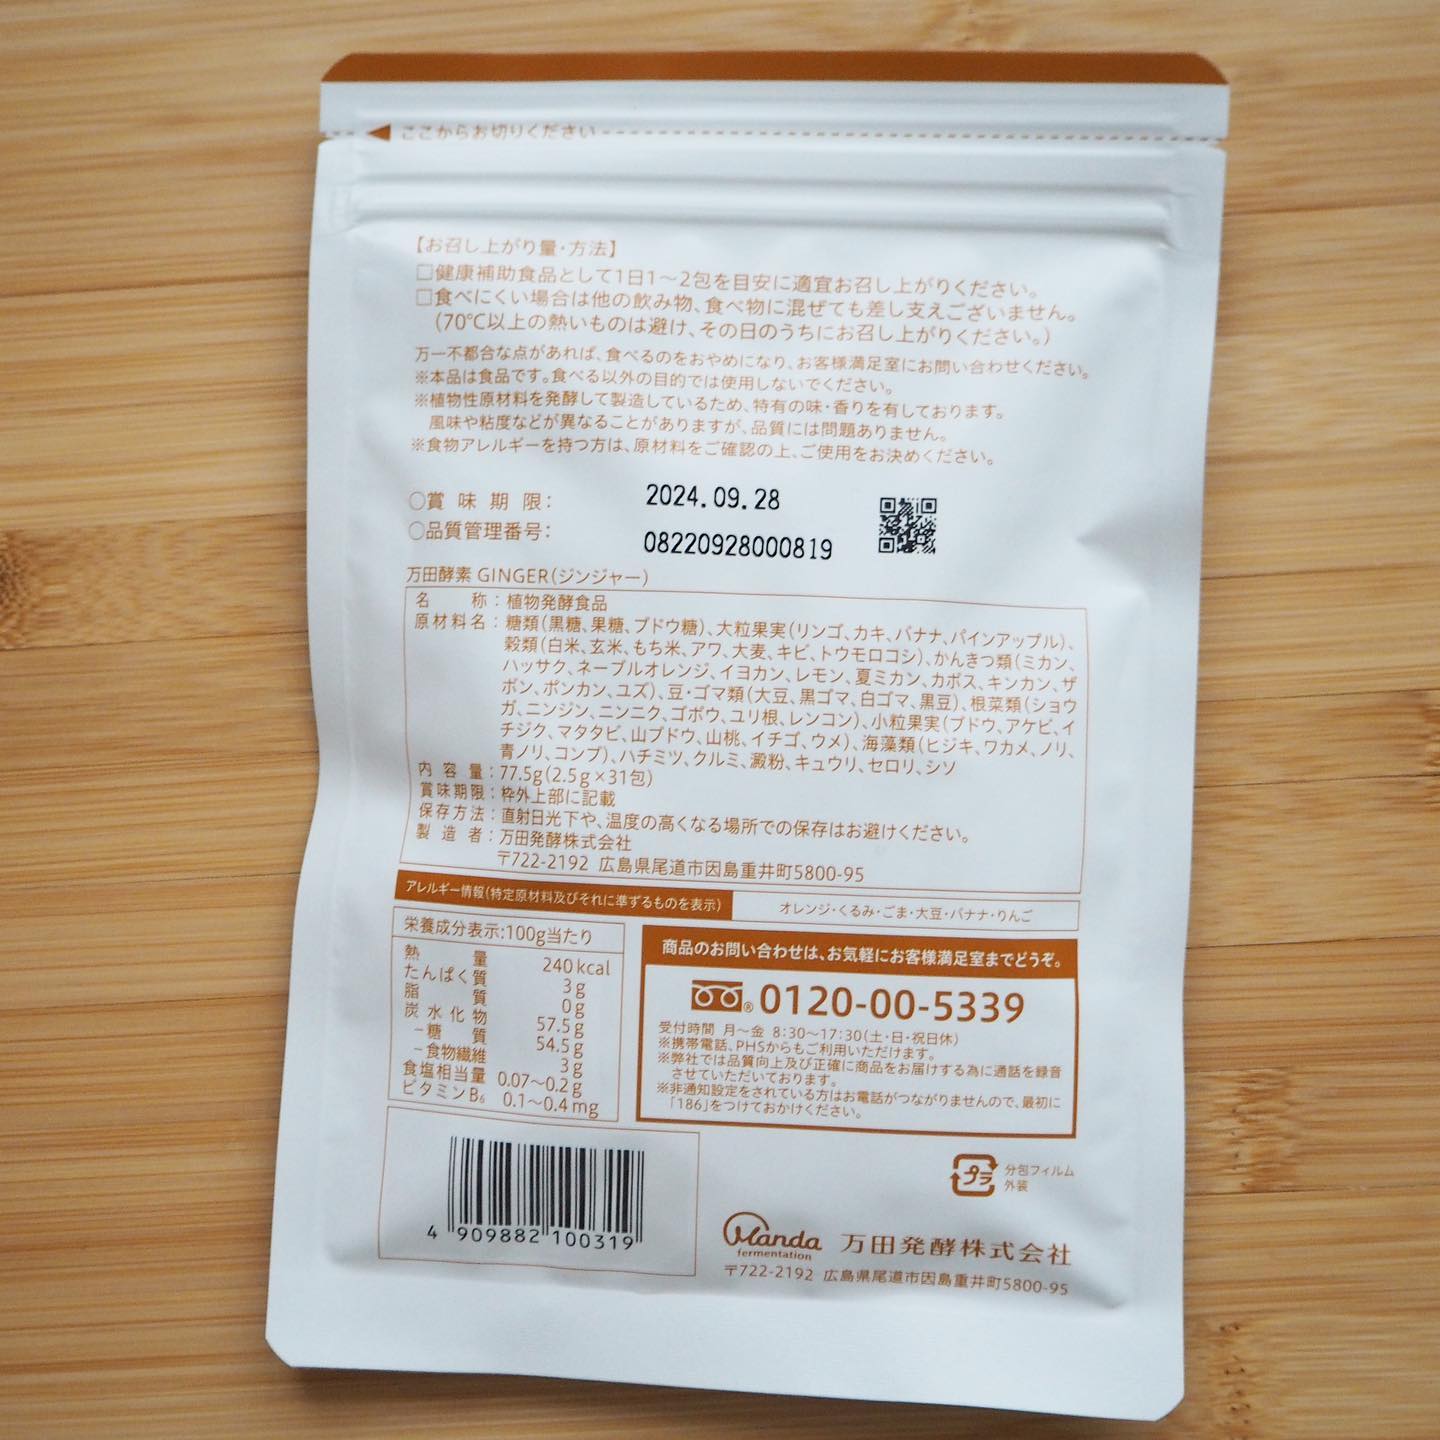 ここからお切りください
【お召し上がり量・方法】
□健康補助食品として1日1～2包を目安に適宜お召し上がりください。
□食べにくい場合は他の飲み物、食べ物に混ぜても差し支えございません。
(70℃以上の熱いものは避け、その日のうちにお召し上がりください。)
万一不都合な点があれば、食べるのをおやめになり、お客様満足室にお問い合わせください。
※本品は食品です。食べる以外の目的では使用しないでください。
※植物性原材料を発酵して製造しているため、特有の味・香りを有しております。
風味や粘度などが異なることがありますが、品質には問題ありません。
※食物アレルギーを持つ方は、原材料をご確認の上、ご使用をお決めください。
○賞味期限: 2024.09.28
○品質管理番号: 08220928000819
万田酵素 GINGER(ジンジャー)
名称:植物発酵食品
原材料名:糖類(黒糖、果糖、ブドウ糖)、大粒果実(リンゴ、カキ、バナナ、パインアップル)、
穀類(白米、玄米、もち米、アワ、大麦、キビ、トウモロコシ)、かんきつ類(ミカン、
ハッサク、ネーブルオレンジ、イヨカン、レモン、夏ミカン、カボス、キンカン、ザ
ボン、ポンカン、ユズ)、豆・ゴマ類(大豆、黒ゴマ、白ゴマ、黒豆)、根菜類(ショウ
ガ、ニンジン、ニンニク、ゴボウ、ユリ根、レンコン)、小粒果実(ブドウ、アケビ、イ
チジク、マタタビ、山ブドウ、山桃、イチゴ、ウメ)、海藻類(ヒジキ、ワカメ、ノリ、
青ノリ、コンブ)、ハチミツ、クルミ、澱粉、キュウリ、セロリ、シソ
内容量:77.5g(2.5g×31包)
賞味期限:枠外上部に記載
保存方法:直射日光下や、温度の高くなる場所での保存はお避けください。
製造者:万田発酵株式会社
〒722-2192 広島県尾道市因島重井町5800-95
アレルギー情報(特定原材料及びそれに準ずるものを表示) オレンジ・くるみ・ごま・大豆・バナナ・りんご
栄養成分表示:100g当たり
熱量 240kcal
たんぱく質 3g
脂質 0g
炭水化物 57.5g
－糖質 54.5g
－食物繊維 3g
食塩相当量 0.07～0.2g
ビタミンB₆ 0.1～0.4mg
商品のお問い合わせは、お気軽にお客様満足室までどうぞ。
® 0120-00-5339
受付時間 月～金 8:30～17:30(土・日・祝日休)
※携帯電話、PHSからもご利用いただけます。
※弊社では品質向上及び正確に商品をお届けする為に通話を録音
させていただいております。
※非通知設定をされている方はお電話がつながりませんので、最初に
「186」をつけておかけください。
4 909882 100319
プラ 分包フィルム
外装
Manda
fermentation
万田発酵株式会社
〒722-2192 広島県尾道市因島重井町5800-95